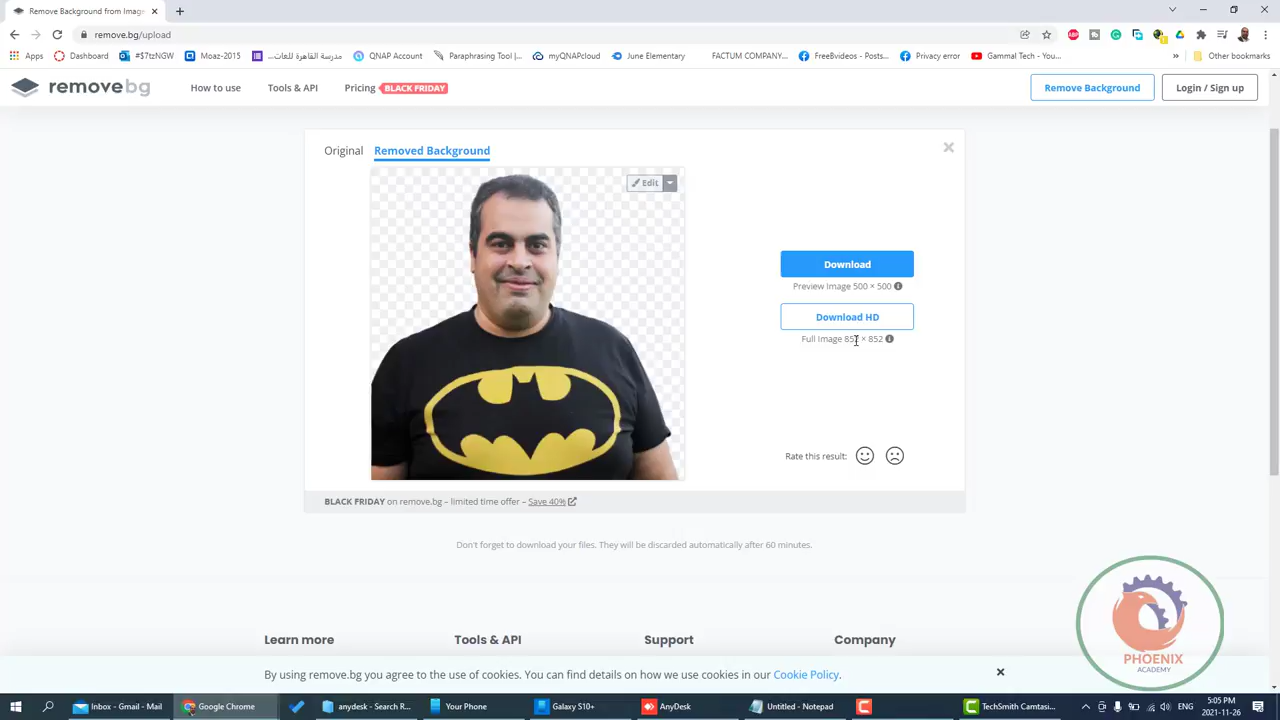 Remove Background from Image
remove.bg/upload
Apps
Dashboard
#$7tzNGW
Moaz-2015
مدرسة القاهرة للغات...
QNAP Account
Paraphrasing Tool -...
myQNAPcloud
June Elementary
FACTUM COMPANY...
FreeBvideos - Posts...
Privacy error
Gammal Tech - You...
»
Other bookmarks
removebg
How to use
Tools & API
Pricing
BLACK FRIDAY
Remove Background
Login / Sign up
Original
Removed Background
Edit
Download
Preview Image 500 × 500
Download HD
Full Image 852 × 852
Rate this result:
BLACK FRIDAY on remove.bg – limited time offer – Save 40%
Don't forget to download your files. They will be discarded automatically after 60 minutes.
Learn more
Tools & API
Support
Company
PHOENIX
ACADEMY
By using remove.bg you agree to the use of cookies. You can find details on how we use cookies in our Cookie Policy.
Inbox - Gmail - Mail
Google Chrome
anydesk - Search R...
Your Phone
Galaxy S10+
AnyDesk
Untitled - Notepad
TechSmith Camtasi...
5:05 PM
2021-11-26